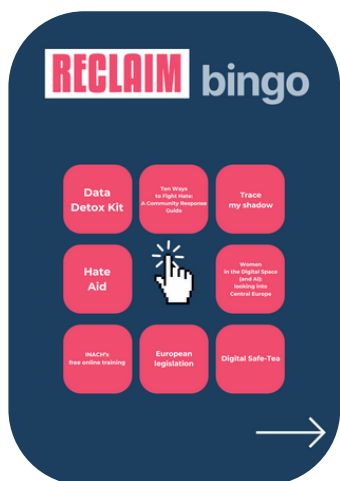 RECLAIM bingo
Data
Detox Kit
Ten Ways
to Fight Hate:
A Community Response
Guide
Trace
my shadow
Hate
Aid
Women
in the Digital Space
(and AI)
looking into
Central Europe
INACH's
free online training
European
legislation
Digital Safe-Tea